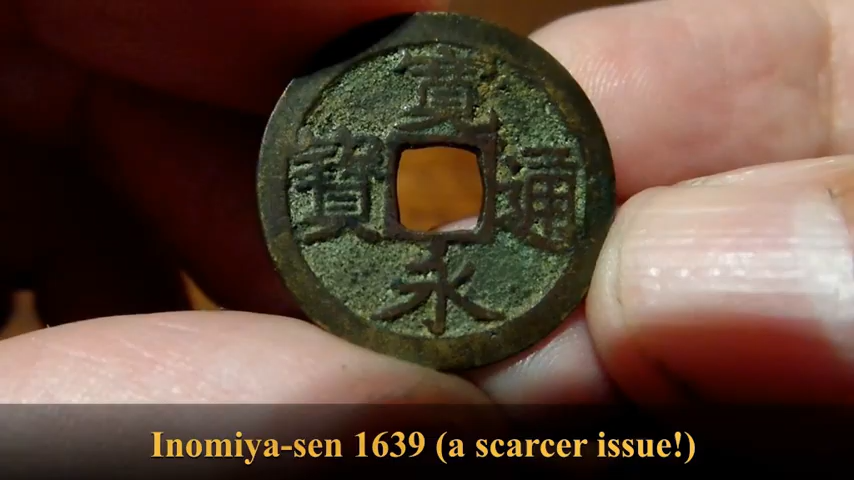 寛永通寳
Inomiya-sen 1639 (a scarcer issue!)